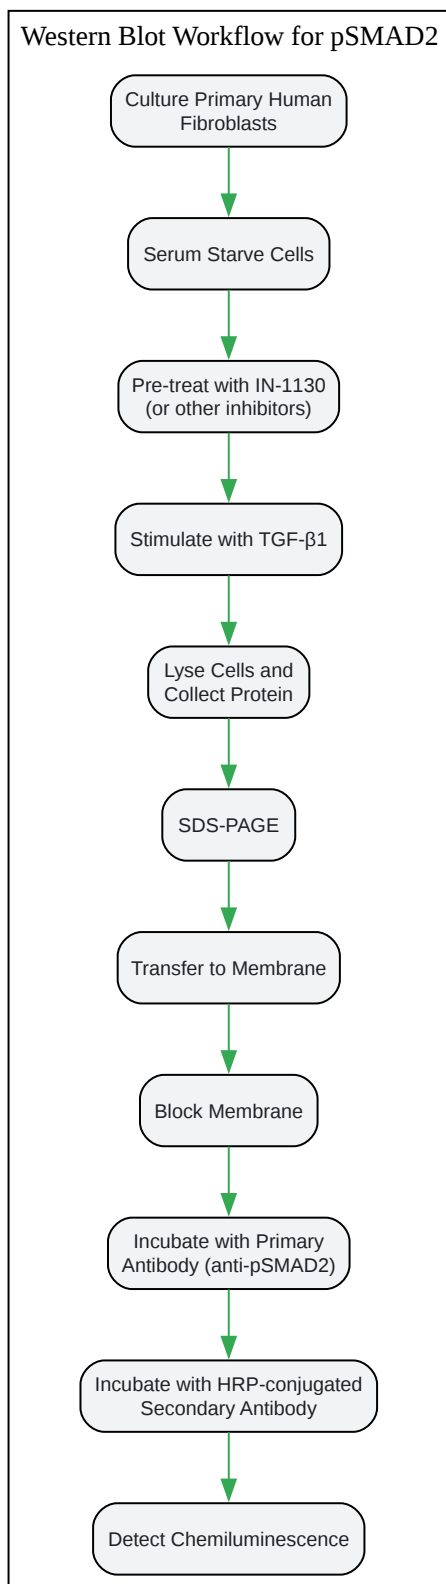 Western Blot Workflow for pSMAD2
Culture Primary Human
Fibroblasts
Serum Starve Cells
Pre-treat with IN-1130
(or other inhibitors)
Stimulate with TGF-β1
Lyse Cells and
Collect Protein
SDS-PAGE
Transfer to Membrane
Block Membrane
Incubate with Primary
Antibody (anti-pSMAD2)
Incubate with HRP-conjugated
Secondary Antibody
Detect Chemiluminescence